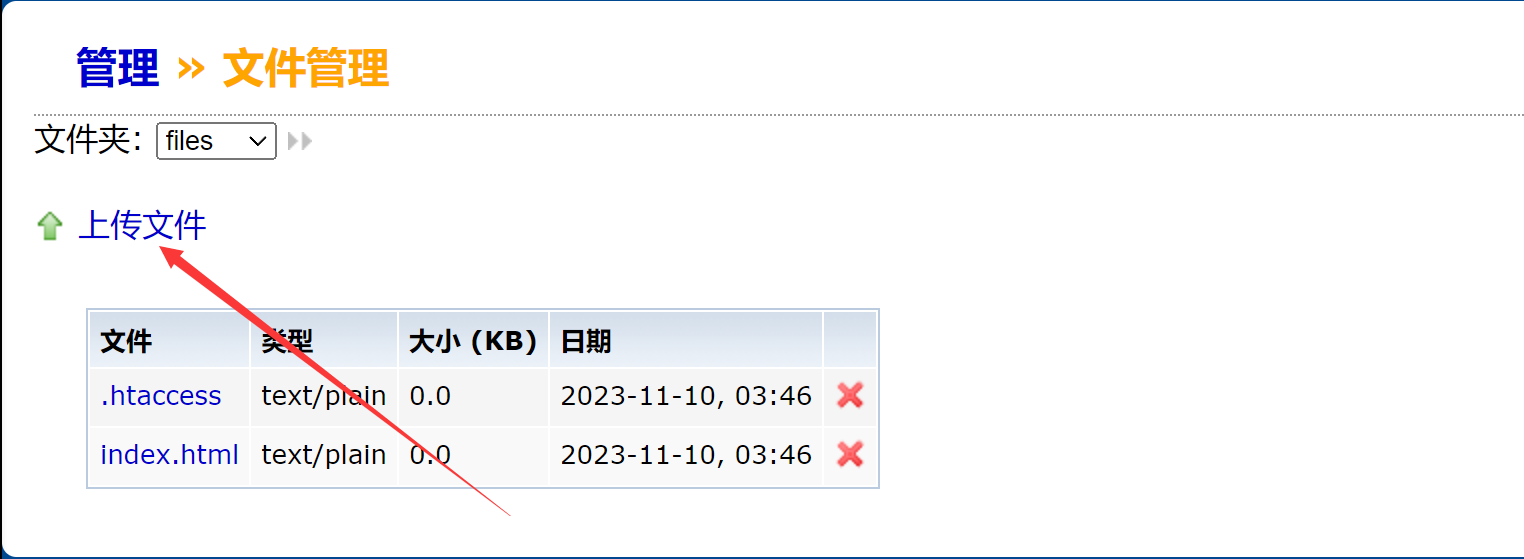 管理 » 文件管理
文件夹: files
上传文件
文件 类型 大小 (KB) 日期
.htaccess text/plain 0.0 2023-11-10, 03:46
index.html text/plain 0.0 2023-11-10, 03:46